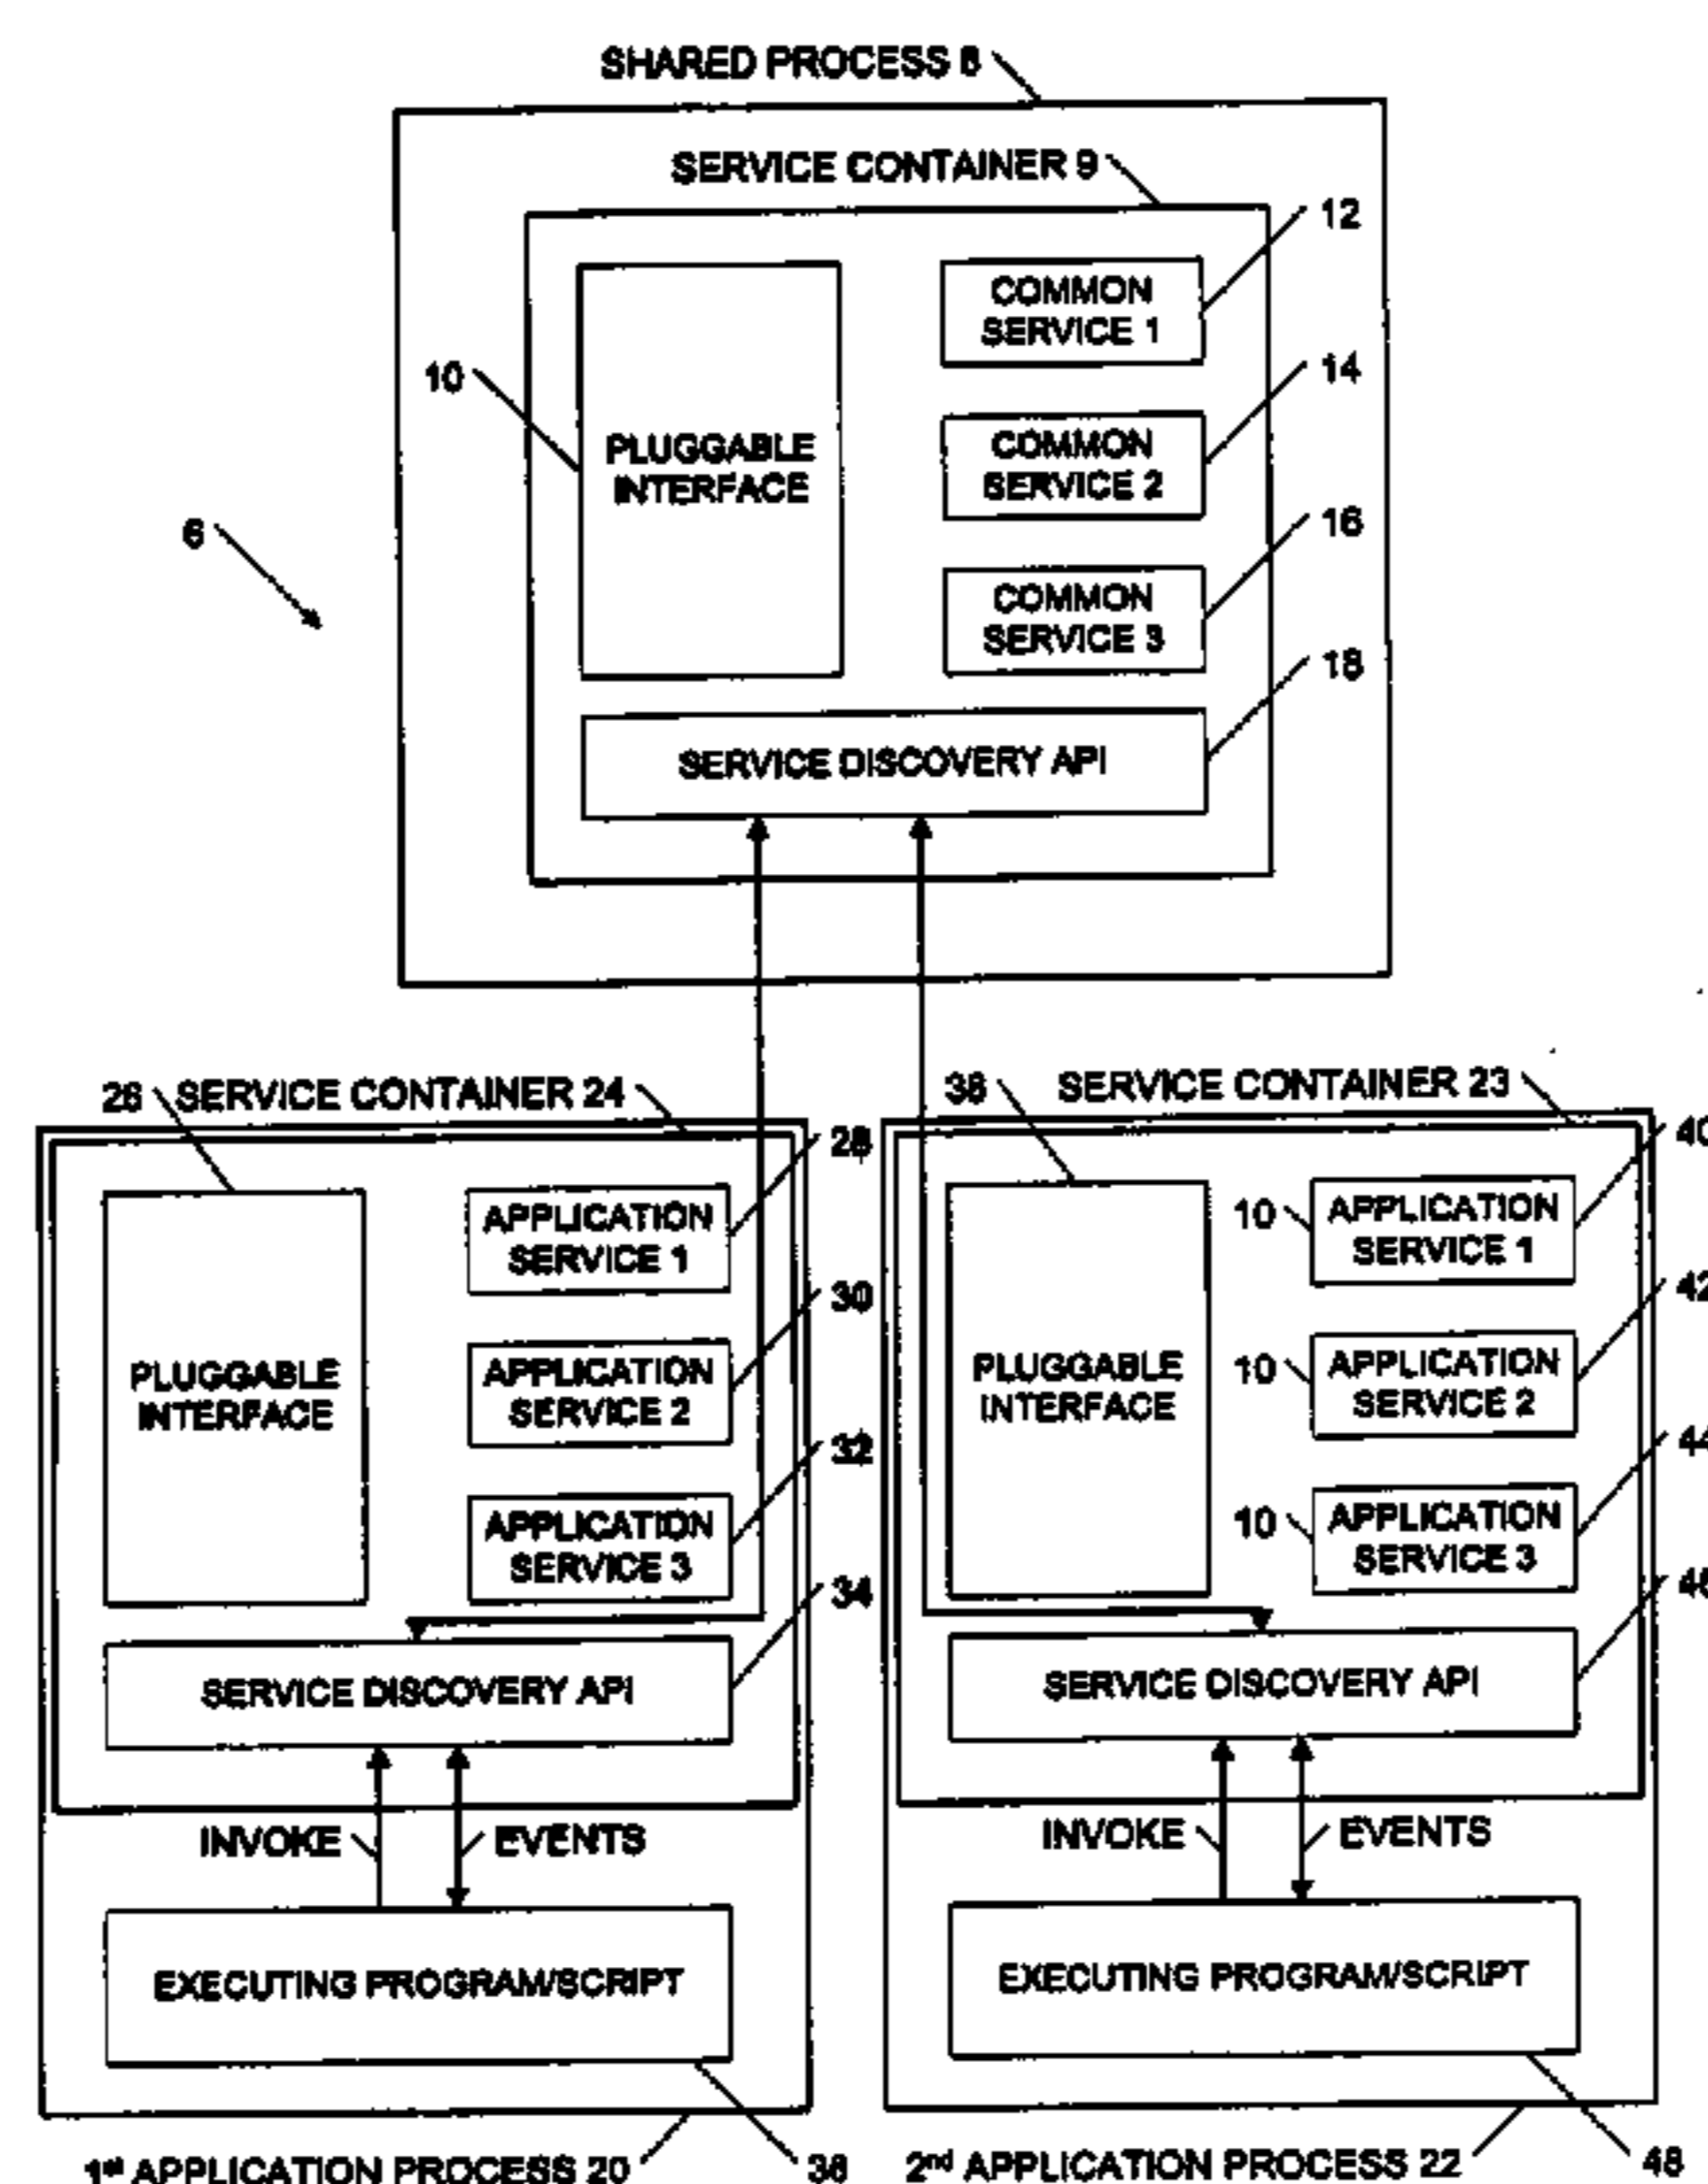 SHARED PROCESS 8
SERVICE CONTAINER 9
12
COMMON
SERVICE 1
10
14
PLUGGABLE
INTERFACE
COMMON
SERVICE 2
6
16
COMMON
SERVICE 3
18
SERVICE DISCOVERY API
26
SERVICE CONTAINER 24
28
APPLICATION
SERVICE 1
30
PLUGGABLE
INTERFACE
APPLICATION
SERVICE 2
32
APPLICATION
SERVICE 3
34
SERVICE DISCOVERY API
INVOKE
EVENTS
EXECUTING PROGRAM/SCRIPT
1st APPLICATION PROCESS 20
36
38
SERVICE CONTAINER 23
40
10
APPLICATION
SERVICE 1
42
PLUGGABLE
INTERFACE
10
APPLICATION
SERVICE 2
44
10
APPLICATION
SERVICE 3
SERVICE DISCOVERY API
INVOKE
EVENTS
EXECUTING PROGRAM/SCRIPT
2nd APPLICATION PROCESS 22
48